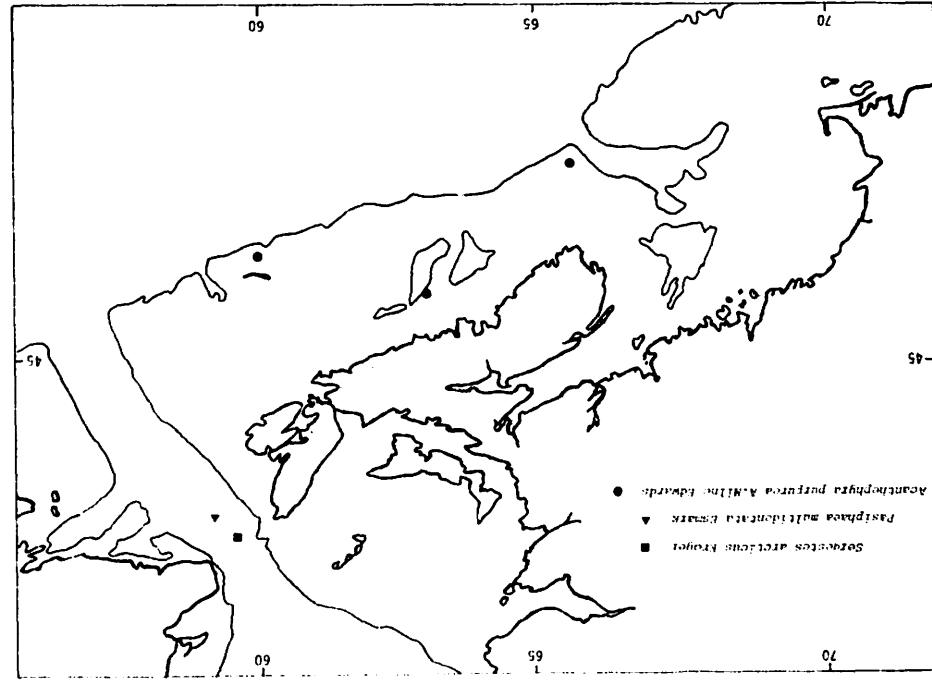 70 65 60
Sergestes arcticus Kroyer
Pasiphaea multidentata Esmark
Acanthephyra purpurea A.Milne Edwards
45
45
70 65 60